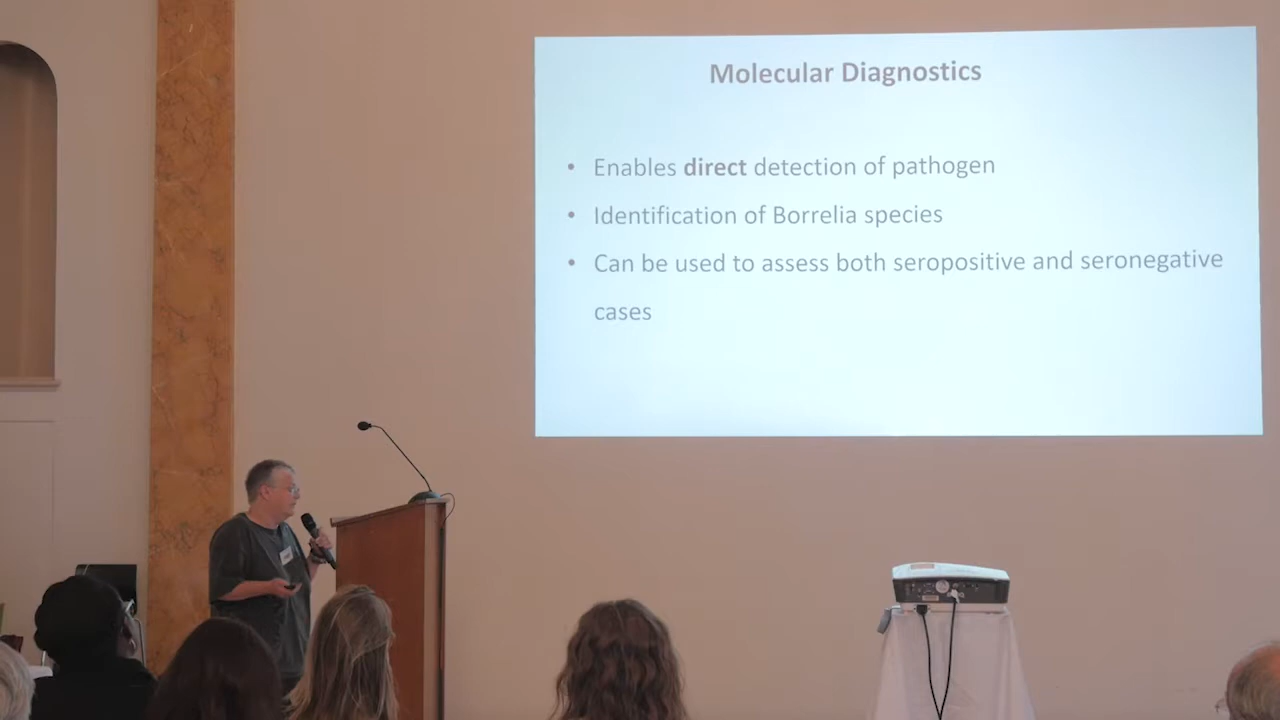 Molecular Diagnostics
• Enables direct detection of pathogen
• Identification of Borrelia species
• Can be used to assess both seropositive and seronegative
cases